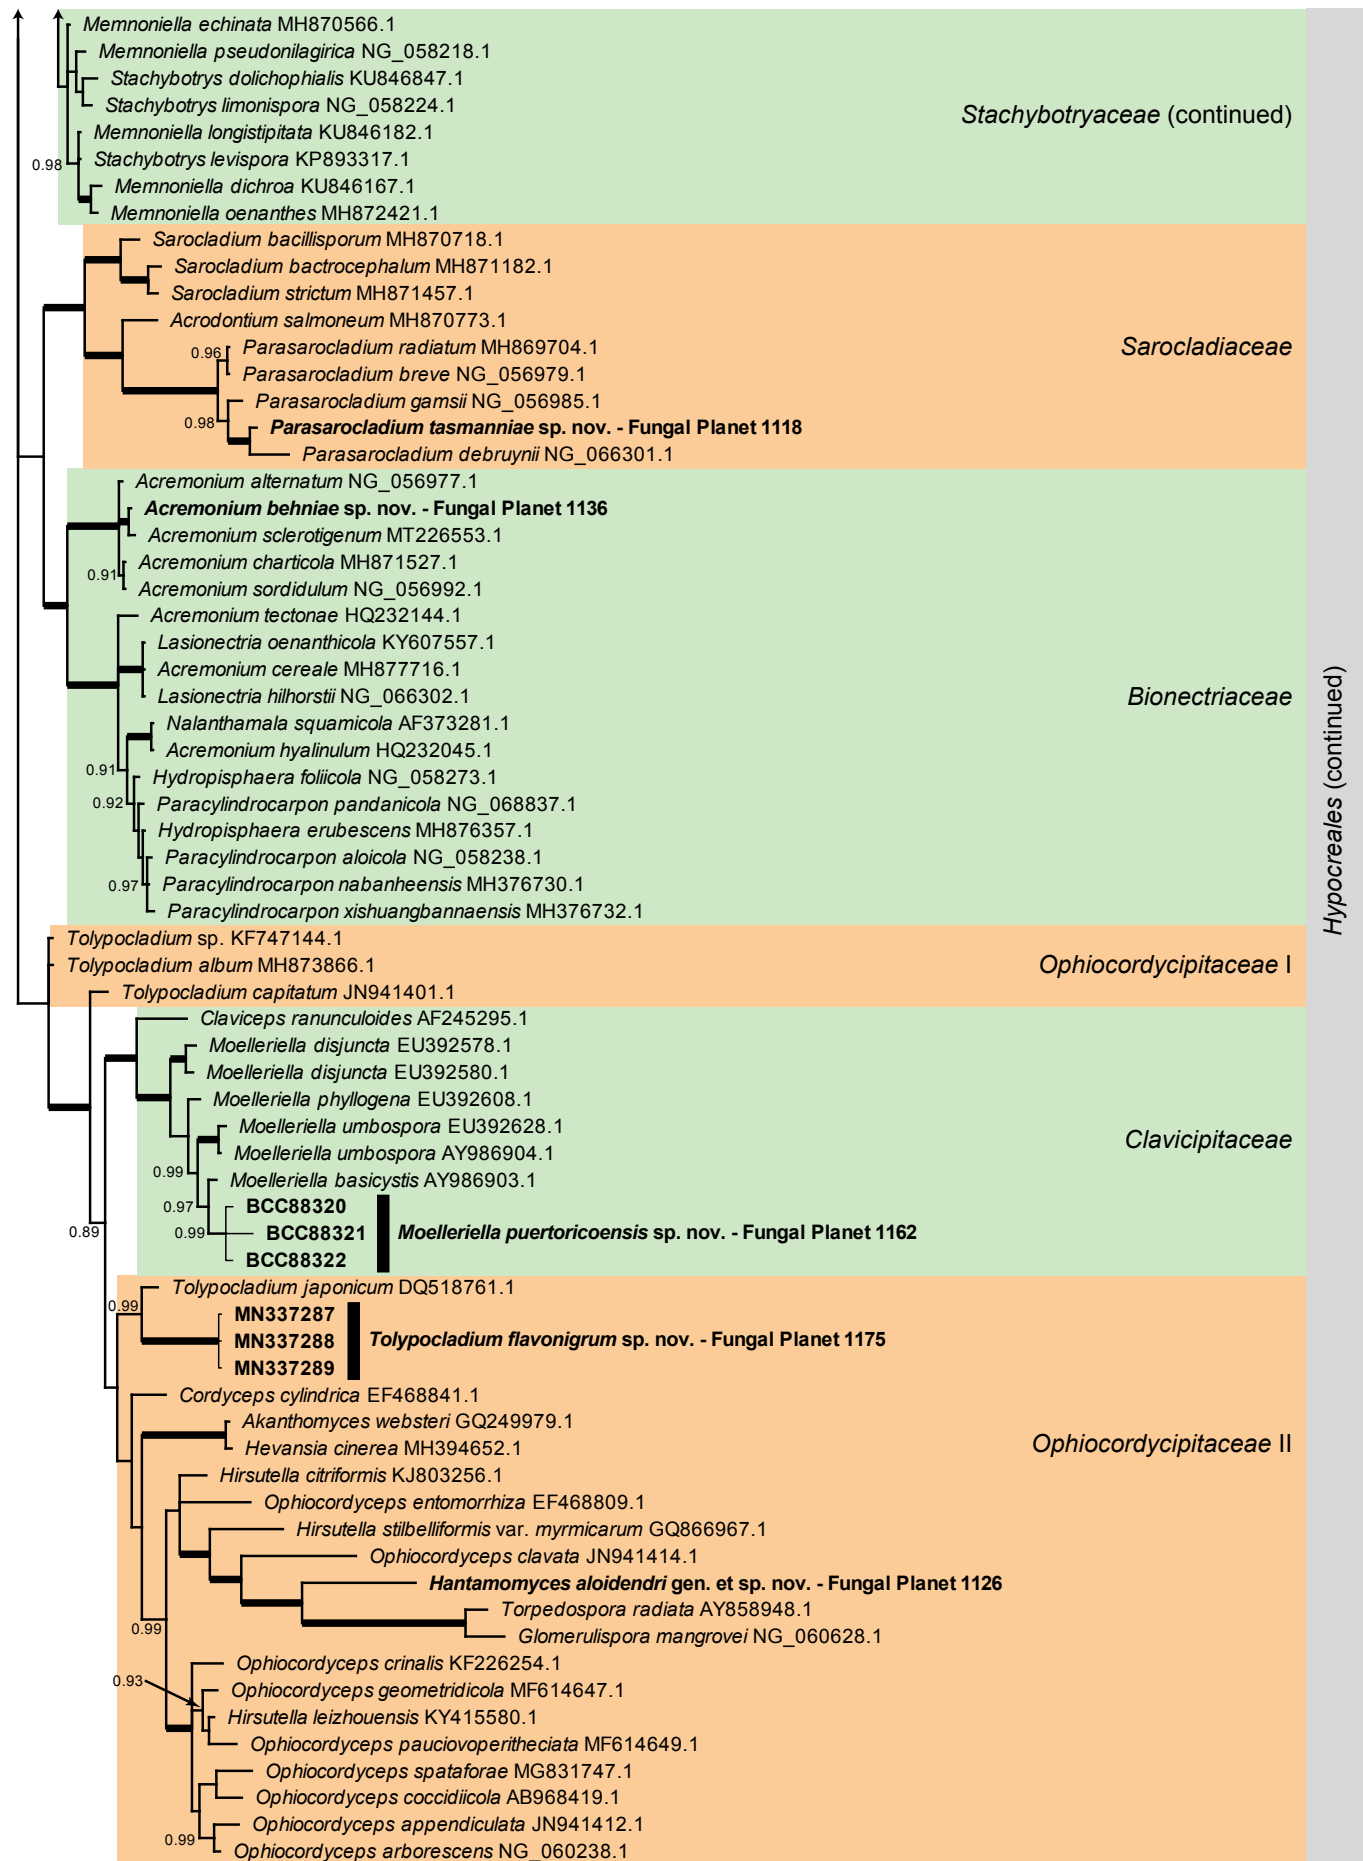 Memnoniella echinata MH870566.1
Memnoniella pseudonilagirica NG_058218.1
Stachybotrys dolichophialis KU846847.1
Stachybotrys limonispora NG_058224.1
Stachybotryaceae (continued)
Memnoniella longistipitata KU846182.1
0.98
Stachybotrys levispora KP893317.1
Memnoniella dichroa KU846167.1
Memnoniella oenanthes MH872421.1
Sarocladium bacillisporum MH870718.1
Sarocladium bactrocephalum MH871182.1
Sarocladium strictum MH871457.1
Acrodontium salmoneum MH870773.1
0.96
Parasarocladium radiatum MH869704.1
Sarocladiaceae
Parasarocladium breve NG_056979.1
Parasarocladium gamsii NG_056985.1
0.98
Parasarocladium tasmanniae sp. nov. - Fungal Planet 1118
Parasarocladium debruynii NG_066301.1
Acremonium alternatum NG_056977.1
Acremonium behniae sp. nov. - Fungal Planet 1136
Acremonium sclerotigenum MT226553.1
Acremonium charticola MH871527.1
0.91
Acremonium sordidulum NG_056992.1
Acremonium tectonae HQ232144.1
Lasionectria oenanthicola KY607557.1
Acremonium cereale MH877716.1
Lasionectria hilhorstii NG_066302.1
Bionectriaceae
Nalanthamala squamicola AF373281.1
Acremonium hyalinulum HQ232045.1
0.91
Hydropisphaera foliicola NG_058273.1
0.92
Paracylindrocarpon pandanicola NG_068837.1
Hydropisphaera erubescens MH876357.1
Paracylindrocarpon aloicola NG_058238.1
0.97
Paracylindrocarpon nabanheensis MH376730.1
Paracylindrocarpon xishuangbannaensis MH376732.1
Hypocreales (continued)
Tolypocladium sp. KF747144.1
Tolypocladium album MH873866.1
Ophiocordycipitaceae I
Tolypocladium capitatum JN941401.1
Claviceps ranunculoides AF245295.1
Moelleriella disjuncta EU392578.1
Moelleriella disjuncta EU392580.1
Moelleriella phyllogena EU392608.1
Moelleriella umbospora EU392628.1
Clavicipitaceae
Moelleriella umbospora AY986904.1
0.99
Moelleriella basicystis AY986903.1
0.97
BCC88320
0.89
0.99
BCC88321
Moelleriella puertoricoensis sp. nov. - Fungal Planet 1162
BCC88322
Tolypocladium japonicum DQ518761.1
0.99
MN337287
MN337288
Tolypocladium flavonigrum sp. nov. - Fungal Planet 1175
MN337289
Cordyceps cylindrica EF468841.1
Akanthomyces websteri GQ249979.1
Hevansia cinerea MH394652.1
Ophiocordycipitaceae II
Hirsutella citriformis KJ803256.1
Ophiocordyceps entomorrhiza EF468809.1
Hirsutella stilbelliformis var. myrmicarum GQ866967.1
Ophiocordyceps clavata JN941414.1
Hantamomyces aloidendri gen. et sp. nov. - Fungal Planet 1126
Torpedospora radiata AY858948.1
0.99
Glomerulispora mangrovei NG_060628.1
Ophiocordyceps crinalis KF226254.1
0.93
Ophiocordyceps geometridicola MF614647.1
Hirsutella leizhouensis KY415580.1
Ophiocordyceps pauciovoperitheciata MF614649.1
Ophiocordyceps spataforae MG831747.1
Ophiocordyceps coccidiicola AB968419.1
Ophiocordyceps appendiculata JN941412.1
0.99
Ophiocordyceps arborescens NG_060238.1